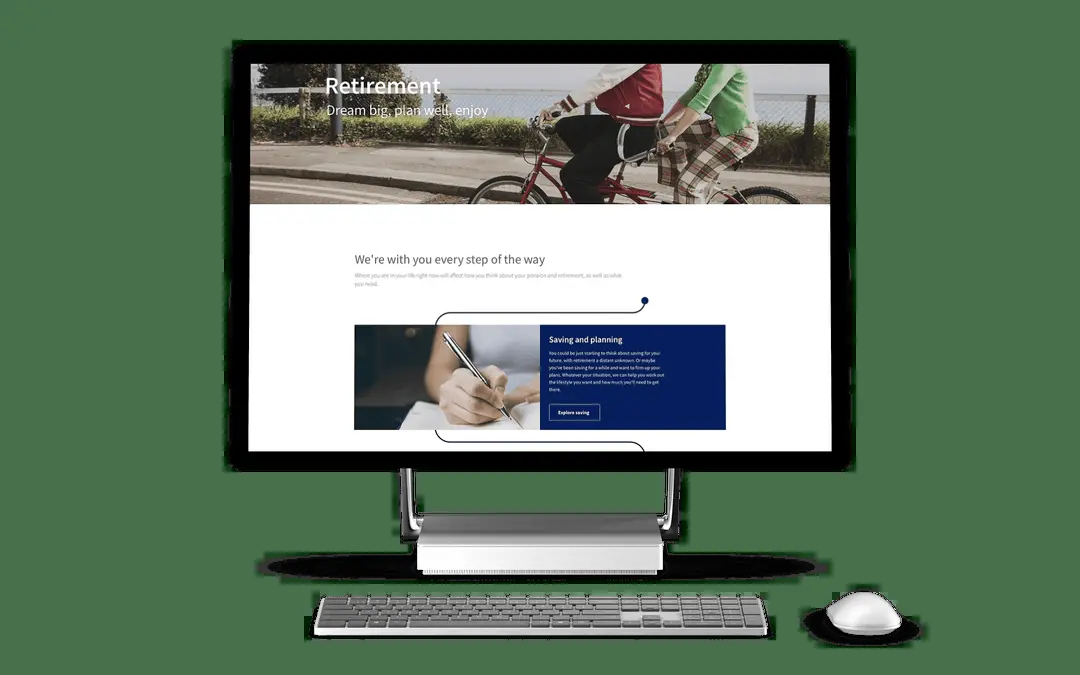 Retirement
Dream big, plan well, enjoy
We're with you every step of the way
Where you are in your life right now will affect how you think about your pension and retirement, as well as what
you need.
Saving and planning
You could be just starting to think about saving for your
future, with retirement a distant unknown. Or maybe
you've been saving for a while and want to firm up your
plans. Whatever your situation, we can help you work out
the lifestyle you want and how much you'll need to get
there.
Explore saving